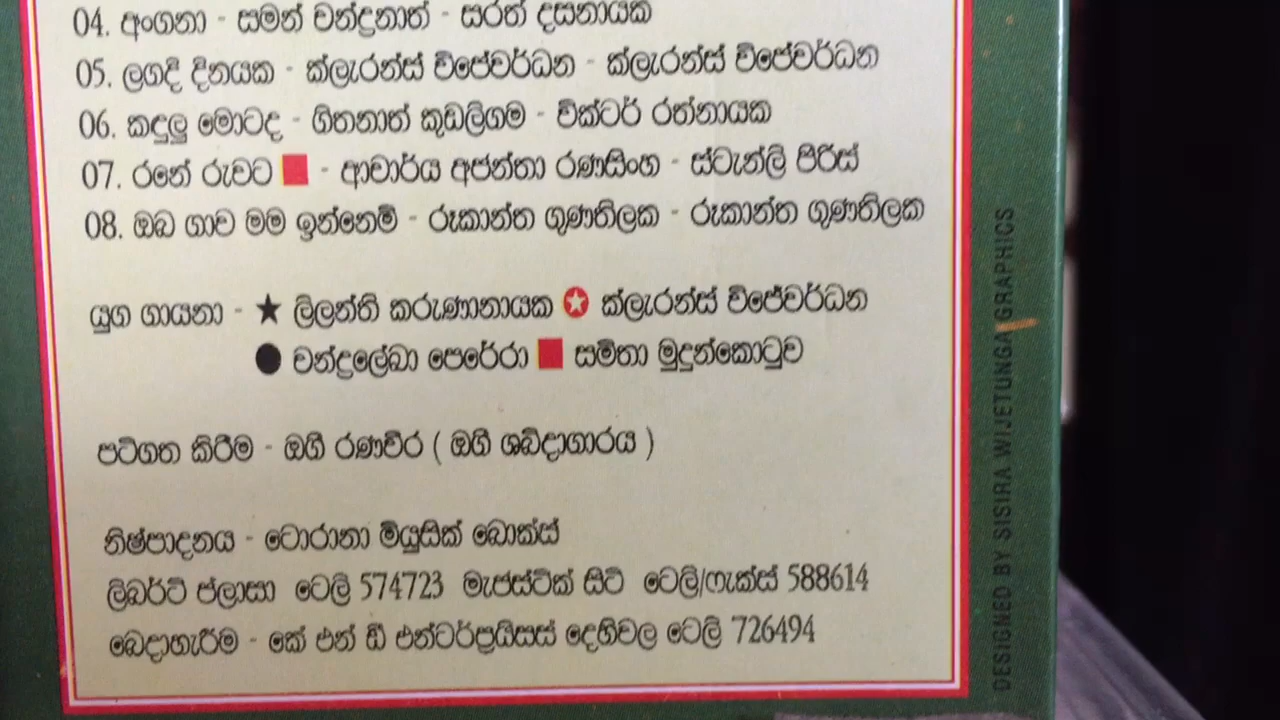 04. අංගනා - සමන් චන්ද්‍රනාත් - සරත් දසනායක
05. ලගදි දිනයක - ක්ලැරන්ස් විජේවර්ධන - ක්ලැරන්ස් විජේවර්ධන
06. කඳුලු මොටද - ගිතනාත් කුඩලිගම - වික්ටර් රත්නායක
07. රනේ රුවට ■ - ආචාර්ය අජන්තා රණසිංහ - ස්ටැන්ලි පිරිස්
08. ඔබ ගාව මම ඉන්නෙමි - රූකාන්ත ගුණතිලක - රූකාන්ත ගුණතිලක
යුග ගායනා - ★ ලිලන්ති කරුණානායක ✪ ක්ලැරන්ස් විජේවර්ධන
● චන්ද්‍රලේඛා පෙරේරා ■ සමිතා මුදුන්කොටුව
පටිගත කිරීම - ඔගී රණවිර ( ඔගී ශබ්දාගාරය )
නිෂ්පාදනය - ටොරානා මියුසික් බොක්ස්
ලිබර්ටි ප්ලාසා ටෙලි 574723 මැජස්ටික් සිටි ටෙලි/ෆැක්ස් 588614
බෙදාහැරීම - කේ එන් ඩී එන්ටර්ප්‍රයිසස් දෙහිවල ටෙලි 726494
DESIGNED BY SISIRA WIJETUNGA GRAPHICS